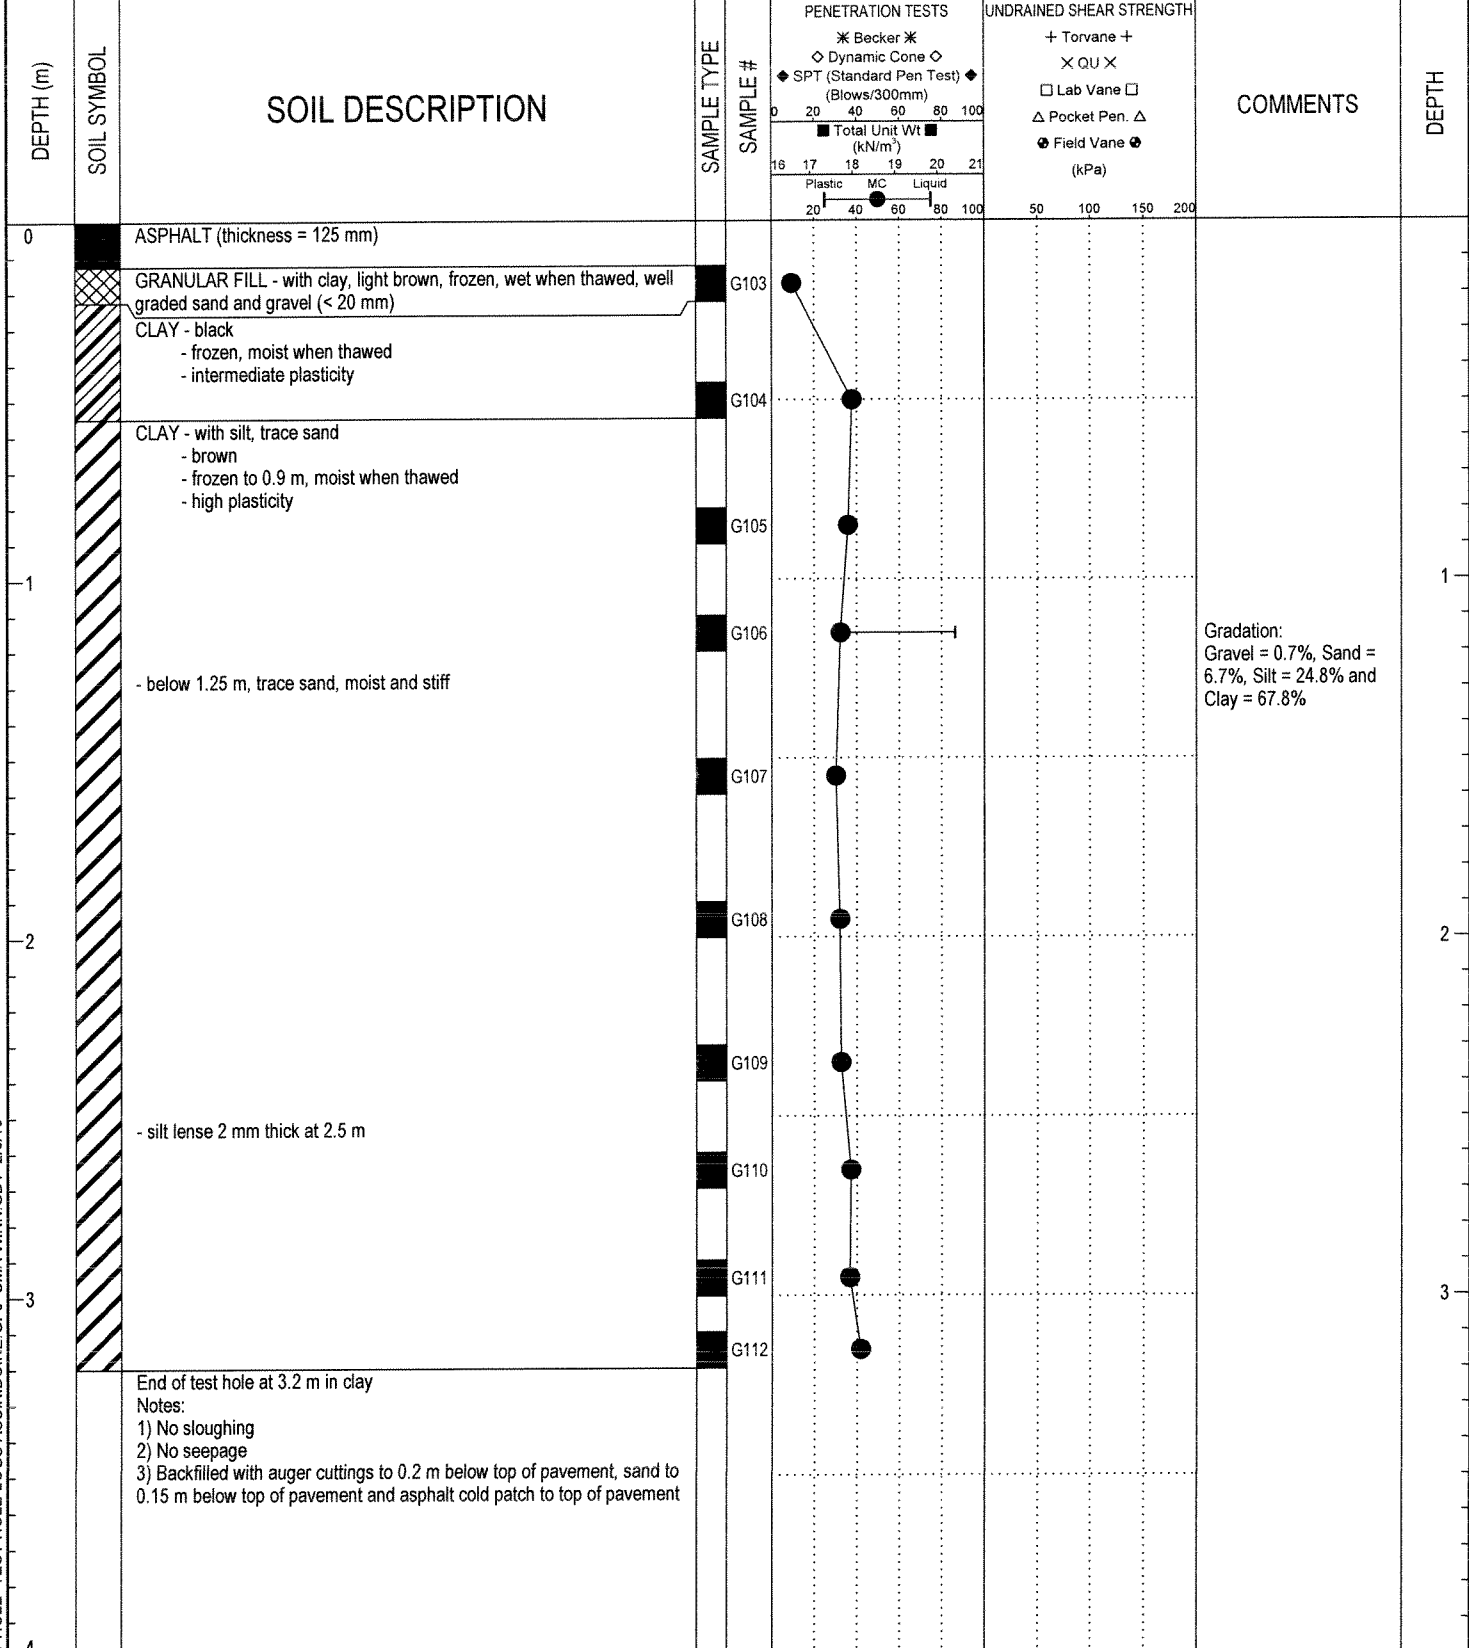 DEPTH (m)
SOIL SYMBOL
SOIL DESCRIPTION
SAMPLE TYPE
SAMPLE #
PENETRATION TESTS
Becker
Dynamic Cone
SPT (Standard Pen Test)
(Blows/300mm)
0 20 40 60 80 100
Total Unit Wt
(kN/m³)
16 17 18 19 20 21
Plastic MC Liquid
20 40 60 80 100
UNDRAINED SHEAR STRENGTH
+ Torvane +
× QU ×
□ Lab Vane □
△ Pocket Pen. △
Field Vane
(kPa)
50 100 150 200
COMMENTS
DEPTH
0
ASPHALT (thickness = 125 mm)
GRANULAR FILL - with clay, light brown, frozen, wet when thawed, well
graded sand and gravel (< 20 mm)
G103
CLAY - black
- frozen, moist when thawed
- intermediate plasticity
G104
CLAY - with silt, trace sand
- brown
- frozen to 0.9 m, moist when thawed
- high plasticity
G105
1
1
G106
Gradation:
Gravel = 0.7%, Sand =
6.7%, Silt = 24.8% and
Clay = 67.8%
- below 1.25 m, trace sand, moist and stiff
G107
G108
2
2
G109
- silt lense 2 mm thick at 2.5 m
G110
G111
3
3
G112
End of test hole at 3.2 m in clay
Notes:
1) No sloughing
2) No seepage
3) Backfilled with auger cuttings to 0.2 m below top of pavement, sand to
0.15 m below top of pavement and asphalt cold patch to top of pavement
4